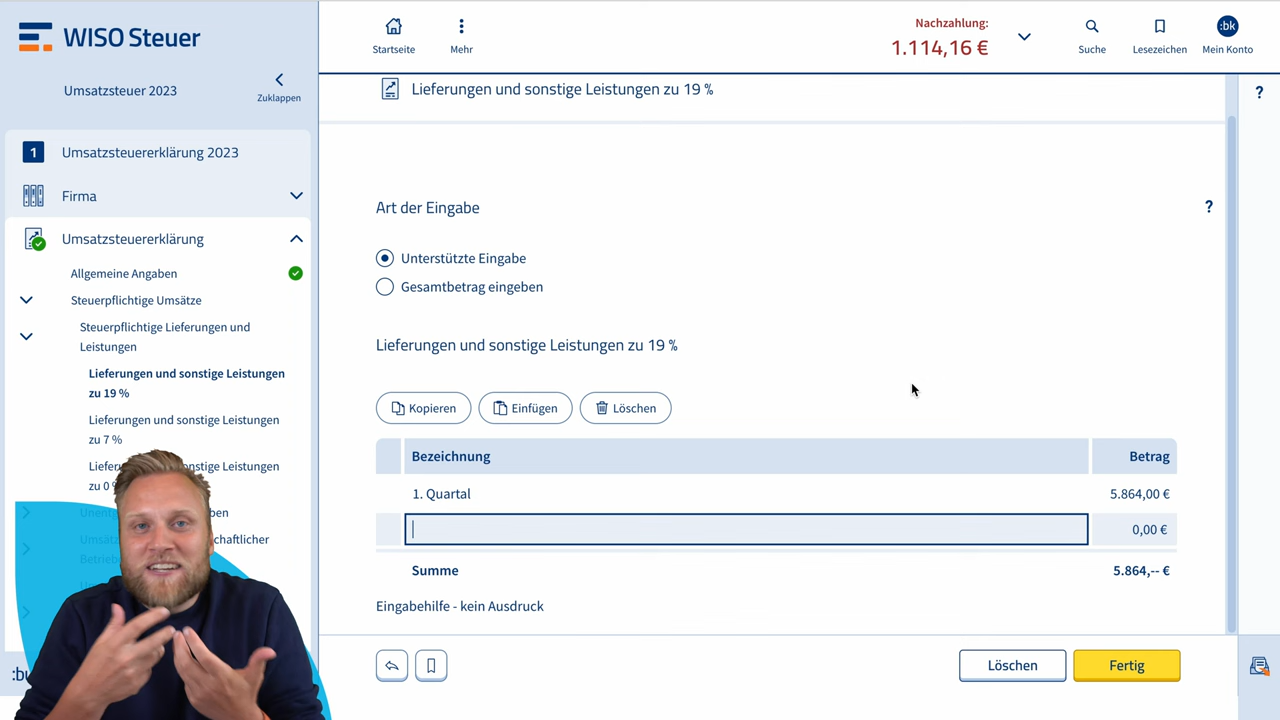 WISO Steuer
Umsatzsteuer 2023
Zuklappen
1 Umsatzsteuererklärung 2023
Firma
Umsatzsteuererklärung
Allgemeine Angaben
Steuerpflichtige Umsätze
Steuerpflichtige Lieferungen und
Leistungen
Lieferungen und sonstige Leistungen
zu 19 %
Lieferungen und sonstige Leistungen
zu 7 %
Leistungen
zu 0
Startseite
Mehr
Nachzahlung:
1.114,16 €
Suche
Lesezeichen
:bk
Mein Konto
Lieferungen und sonstige Leistungen zu 19 %
?
Art der Eingabe
?
Unterstützte Eingabe
Gesamtbetrag eingeben
Lieferungen und sonstige Leistungen zu 19 %
Kopieren Einfügen Löschen
Bezeichnung Betrag
1. Quartal 5.864,00 €
0,00 €
Summe 5.864,-- €
Eingabehilfe - kein Ausdruck
Löschen Fertig